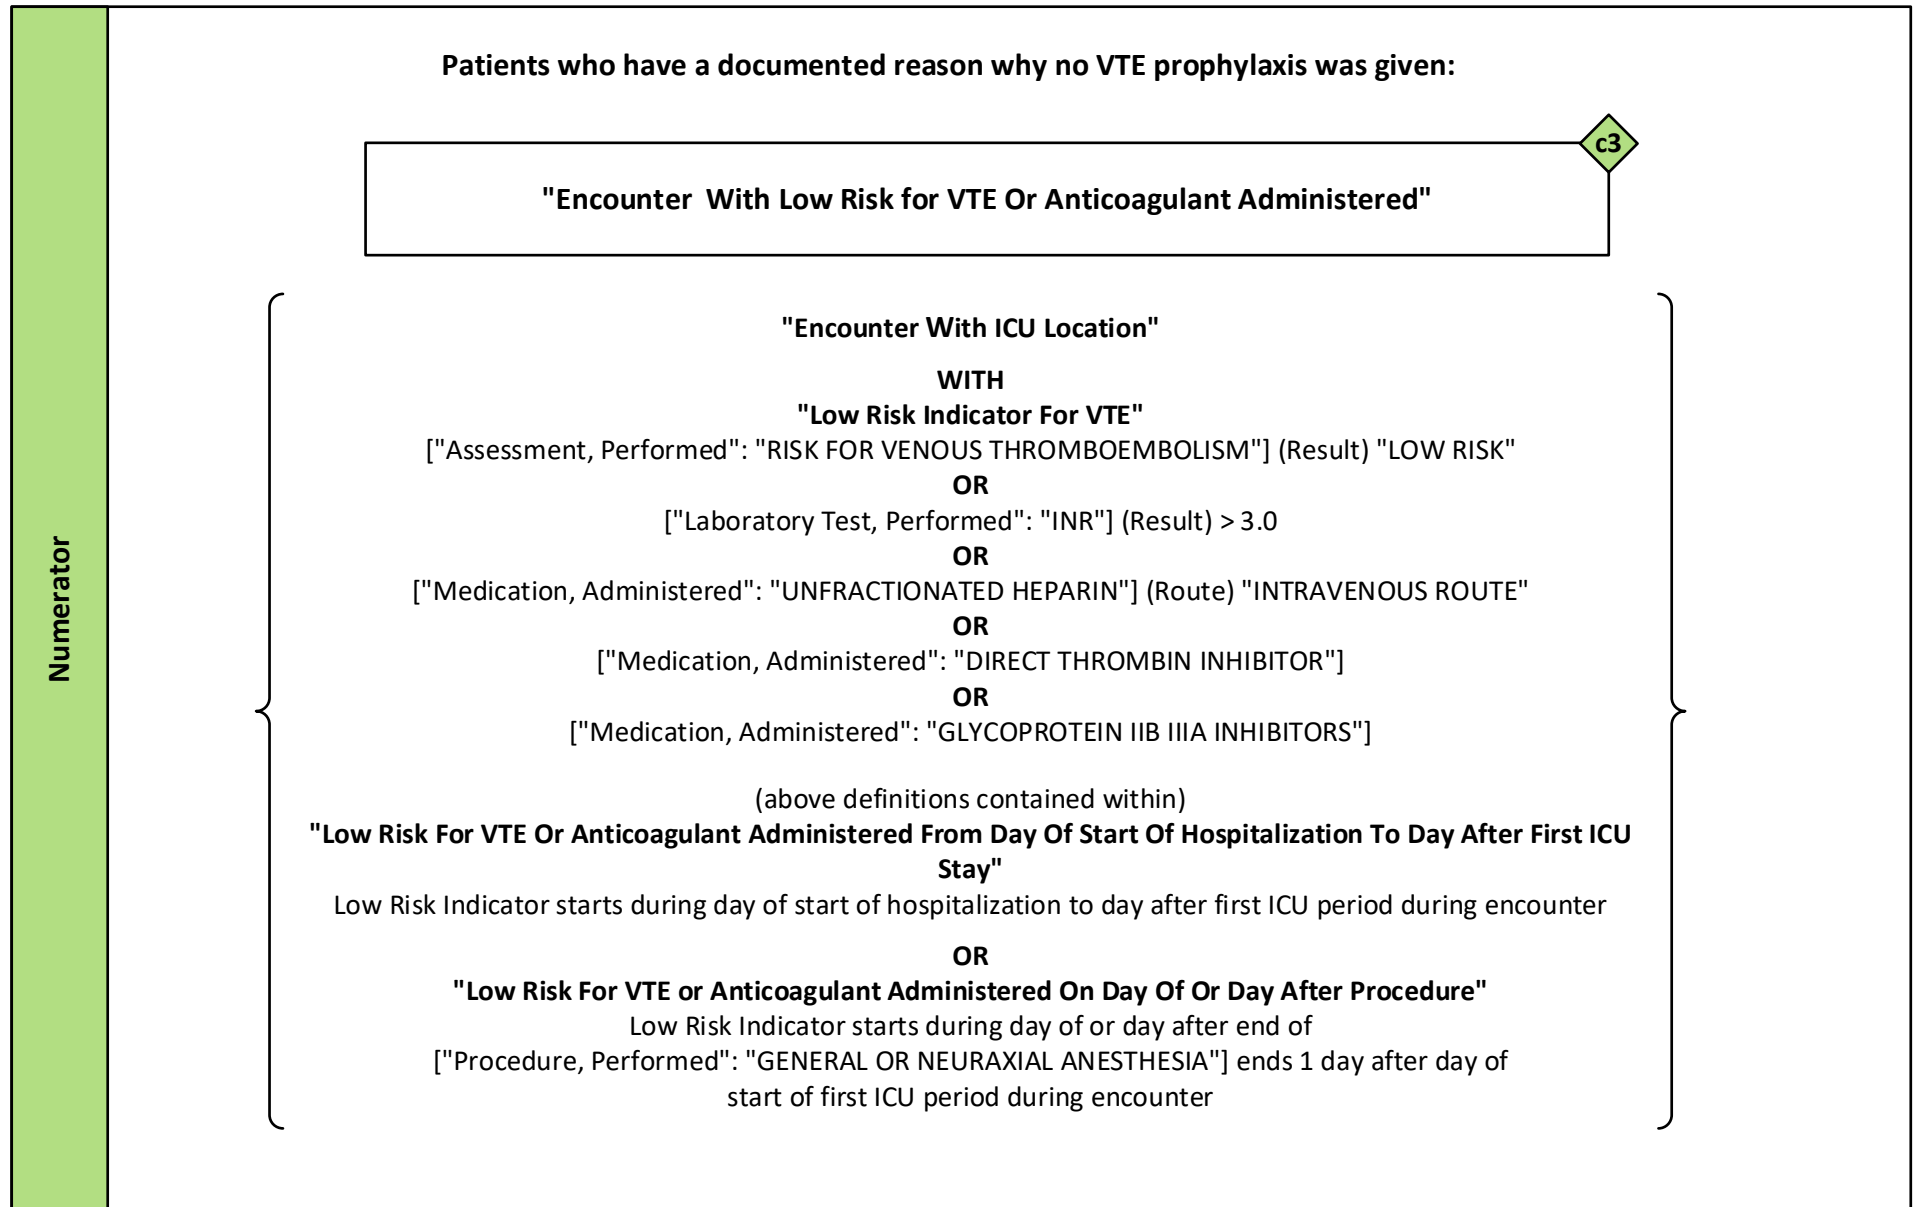 Numerator
Patients who have a documented reason why no VTE prophylaxis was given:
c3
"Encounter  With Low Risk for VTE Or Anticoagulant Administered"
"Encounter With ICU Location"
WITH
"Low Risk Indicator For VTE"
["Assessment, Performed": "RISK FOR VENOUS THROMBOEMBOLISM"] (Result) "LOW RISK"
OR
["Laboratory Test, Performed": "INR"] (Result) > 3.0
OR
["Medication, Administered": "UNFRACTIONATED HEPARIN"] (Route) "INTRAVENOUS ROUTE"
OR
["Medication, Administered": "DIRECT THROMBIN INHIBITOR"]
OR
["Medication, Administered": "GLYCOPROTEIN IIB IIIA INHIBITORS"]
(above definitions contained within)
"Low Risk For VTE Or Anticoagulant Administered From Day Of Start Of Hospitalization To Day After First ICU
Stay"
Low Risk Indicator starts during day of start of hospitalization to day after first ICU period during encounter
OR
"Low Risk For VTE or Anticoagulant Administered On Day Of Or Day After Procedure"
Low Risk Indicator starts during day of or day after end of
["Procedure, Performed": "GENERAL OR NEURAXIAL ANESTHESIA"] ends 1 day after day of
start of first ICU period during encounter